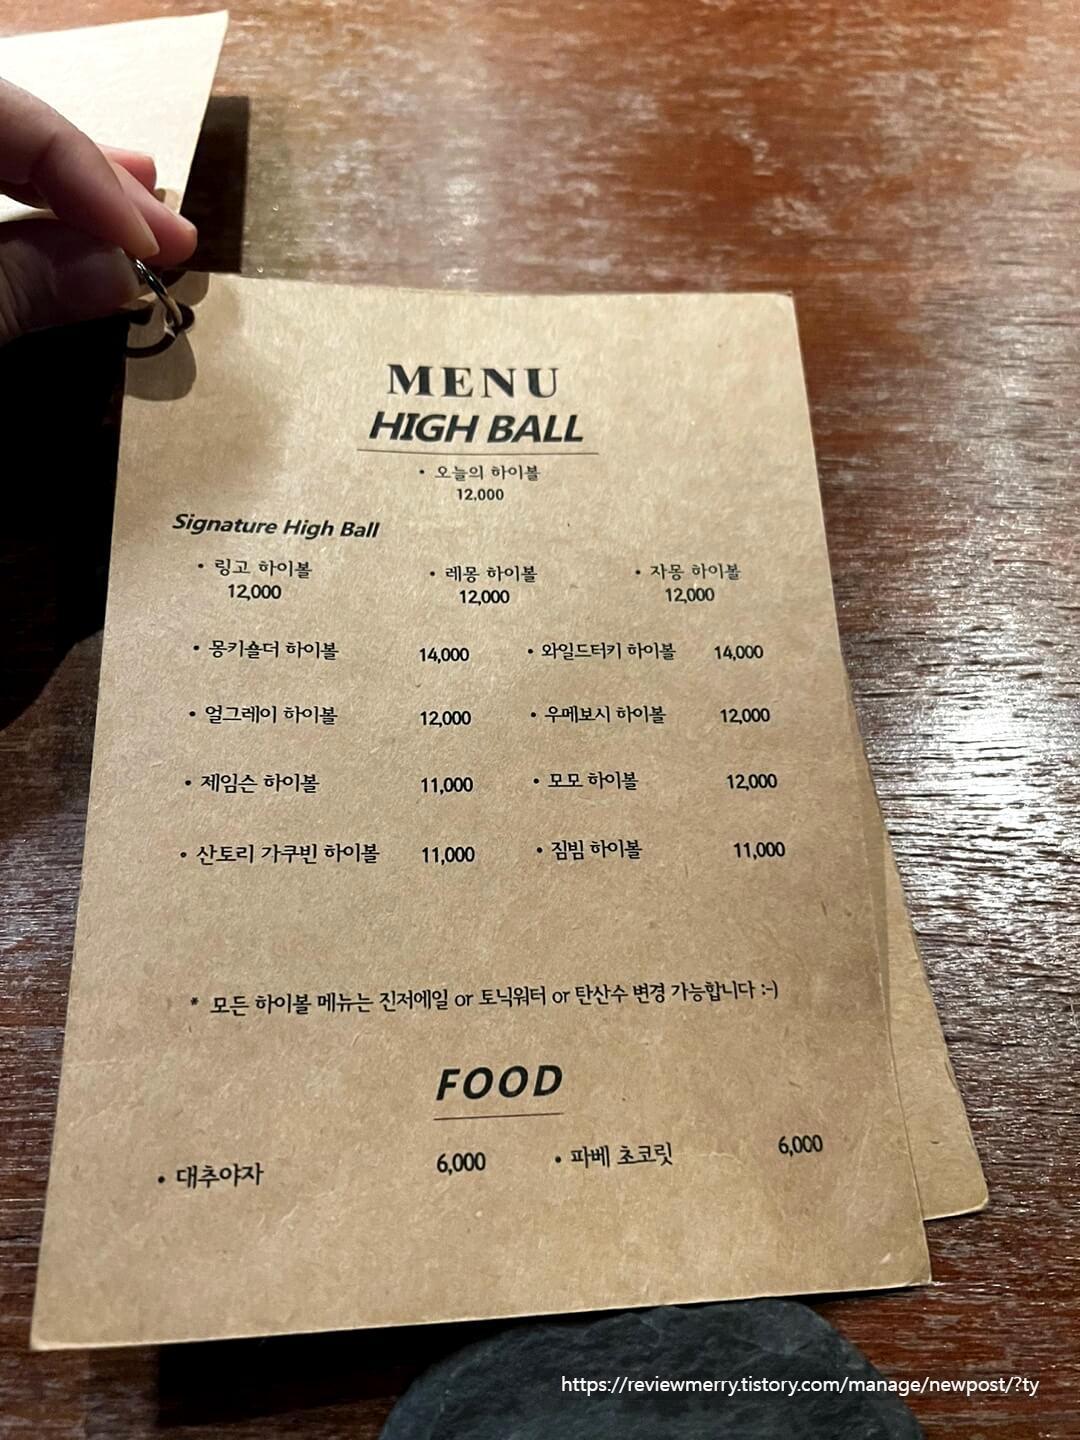 MENU
HIGH BALL
• 오늘의 하이볼
12,000
Signature High Ball
• 링고 하이볼 • 레몽 하이볼 • 자몽 하이볼
12,000 12,000 12,000
• 몽키숄더 하이볼 14,000 • 와일드터키 하이볼 14,000
• 얼그레이 하이볼 12,000 • 우메보시 하이볼 12,000
• 제임슨 하이볼 11,000 • 모모 하이볼 12,000
• 산토리 가쿠빈 하이볼 11,000 • 짐빔 하이볼 11,000
* 모든 하이볼 메뉴는 진저에일 or 토닉워터 or 탄산수 변경 가능합니다 :-)
FOOD
• 대추야자 6,000 • 파베 초코릿 6,000
https://reviewmerry.tistory.com/manage/newpost/?ty